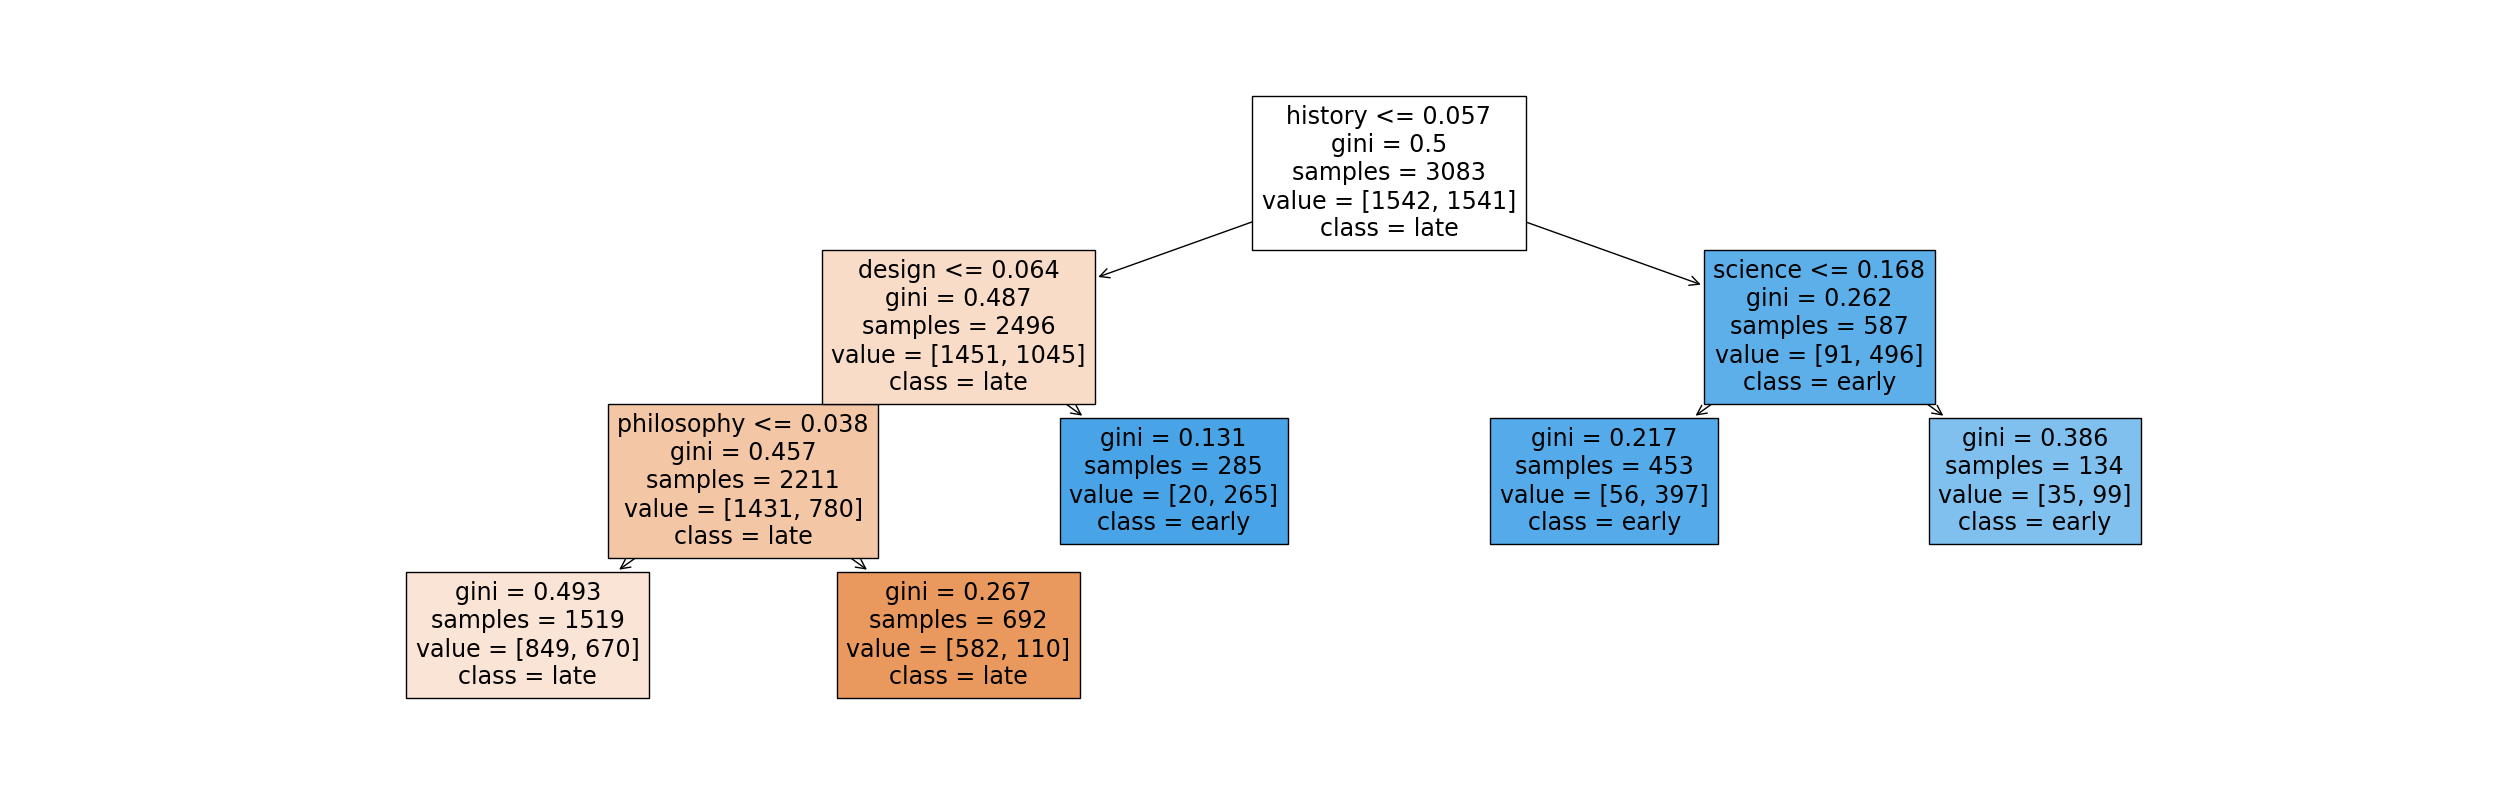 history <= 0.057
gini = 0.5
samples = 3083
value = [1542, 1541]
class = late
design <= 0.064
gini = 0.487
samples = 2496
value = [1451, 1045]
class = late
science <= 0.168
gini = 0.262
samples = 587
value = [91, 496]
class = early
philosophy <= 0.038
gini = 0.457
samples = 2211
value = [1431, 780]
class = late
gini = 0.131
samples = 285
value = [20, 265]
class = early
gini = 0.217
samples = 453
value = [56, 397]
class = early
gini = 0.386
samples = 134
value = [35, 99]
class = early
gini = 0.493
samples = 1519
value = [849, 670]
class = late
gini = 0.267
samples = 692
value = [582, 110]
class = late